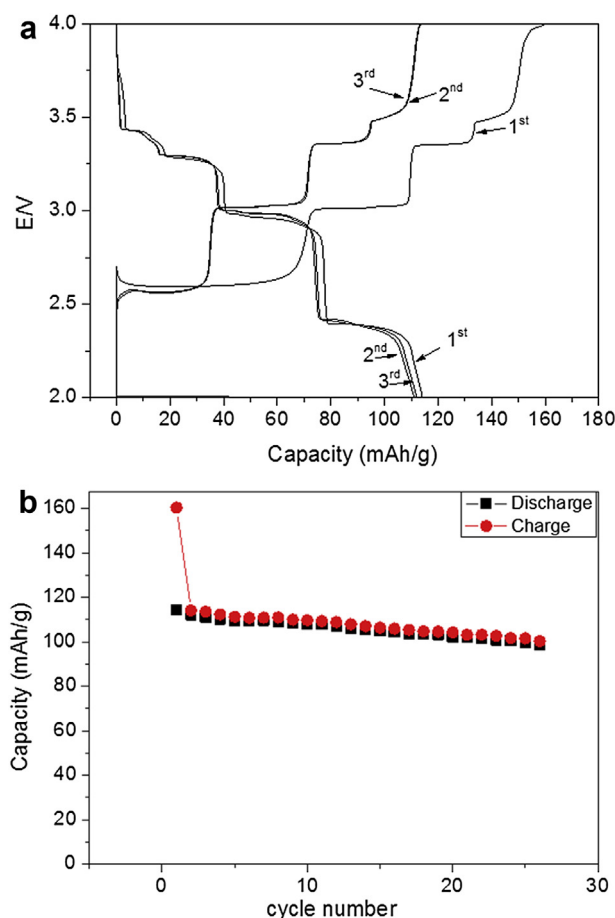 a
4.0
3.5
3.0
2.5
2.0
E/V
3rd
2nd
1st
1st
2nd
3rd
0 20 40 60 80 100 120 140 160 180
Capacity (mAh/g)
b
160
140
120
100
80
60
40
20
0
Capacity (mAh/g)
Discharge
Charge
0 10 20 30
cycle number